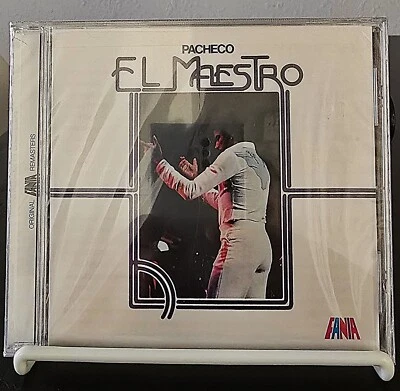 PACHECO
EL MAESTRO
ORIGINAL FANIA REMASTERS
FANIA